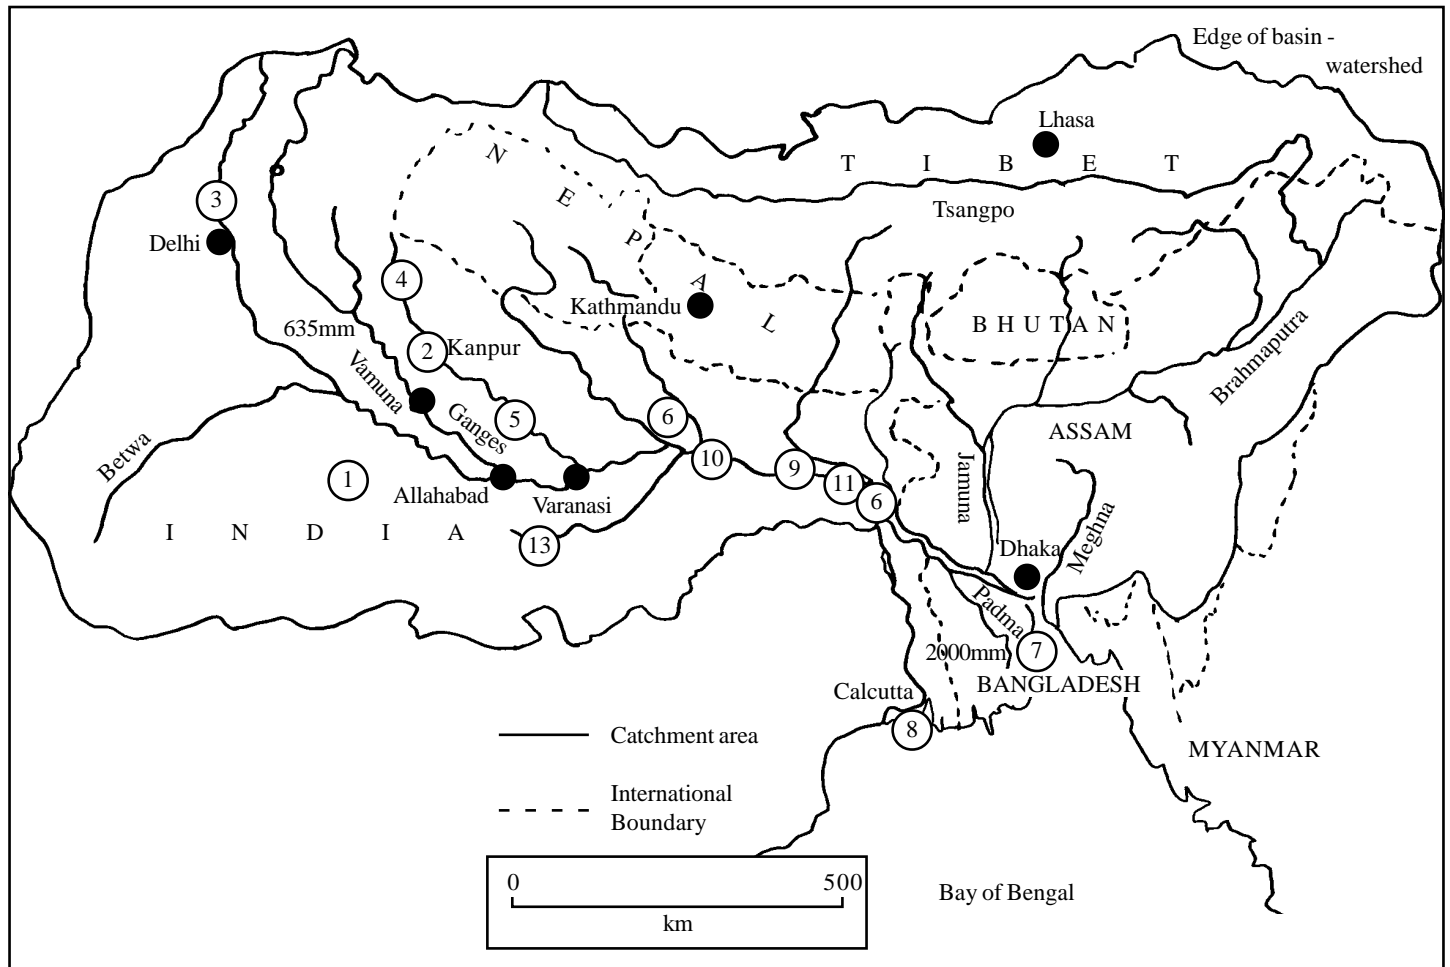 Edge of basin -
watershed
Lhasa
N E P A L
T I B E T
3
Tsangpo
Delhi
4
Kathmandu
635mm
B H U T A N
2
Kanpur
Vamuna
Brahmaputra
Ganges
5
6
ASSAM
Betwa
10
9
1
11
6
Jamuna
Allahabad
Varanasi
I N D I A
13
Meghna
Dhaka
Padma
2000mm
7
BANGLADESH
Calcutta
8
Catchment area
MYANMAR
International
Boundary
0 500
km
Bay of Bengal